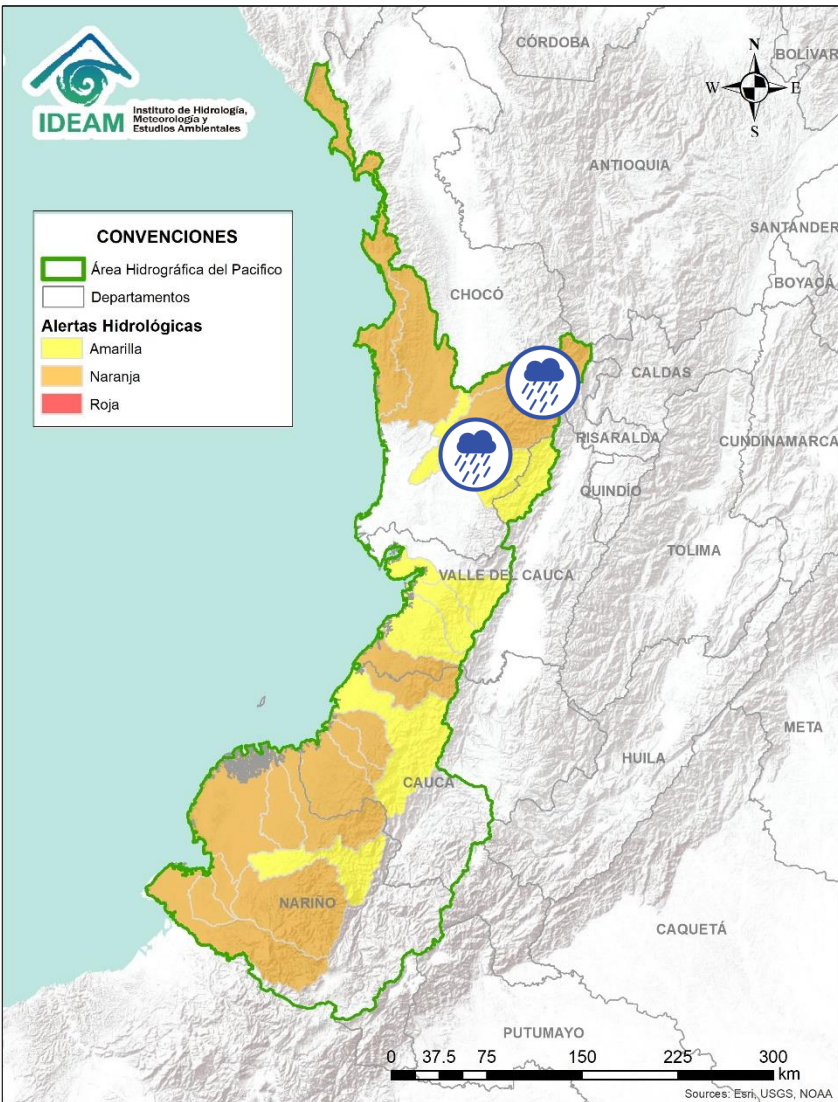 IDEAM
Instituto de Hidrología,
Meteorología y
Estudios Ambientales
N
W
E
S
CÓRDOBA
BOLÍVAR
ANTIOQUIA
SANTANDER
BOYACÁ
CONVENCIONES
Área Hidrográfica del Pacifico
Departamentos
Alertas Hidrológicas
Amarilla
Naranja
Roja
CHOCÓ
CALDAS
RISARALDA
CUNDINAMARCA
QUINDÍO
TOLIMA
VALLE DEL CAUCA
META
HUILA
CAUCA
NARIÑO
CAQUETÁ
PUTUMAYO
0 37.5 75 150 225 300
km
Sources: Esri, USGS, NOAA